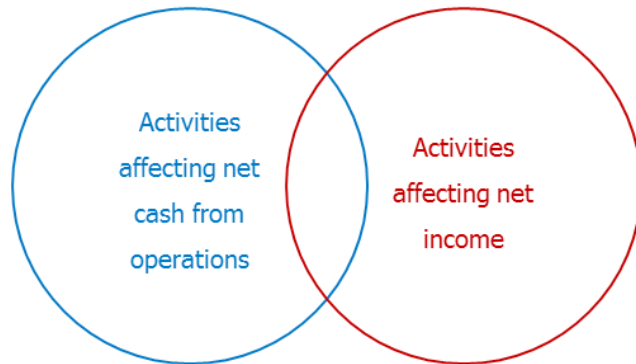 Activities
affecting net
cash from
operations
Activities
affecting net
income